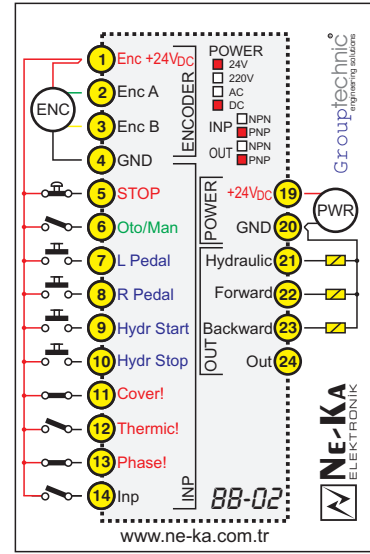 1 Enc +24VDC
2 Enc A
3 Enc B
4 GND
ENC
ENCODER
5 STOP
6 Oto/Man
7 L Pedal
8 R Pedal
9 Hydr Start
10 Hydr Stop
11 Cover!
12 Thermic!
13 Phase!
14 Inp
INP
POWER
24V
220V
AC
DC
INP NPN
PNP
OUT NPN
PNP
Grouptechnic
engineering solutions
+24VDC 19
GND 20
POWER
PWR
Hydraulic 21
Forward 22
Backward 23
Out 24
OUT
88-02
NE-KA
ELEKTRONİK
www.ne-ka.com.tr